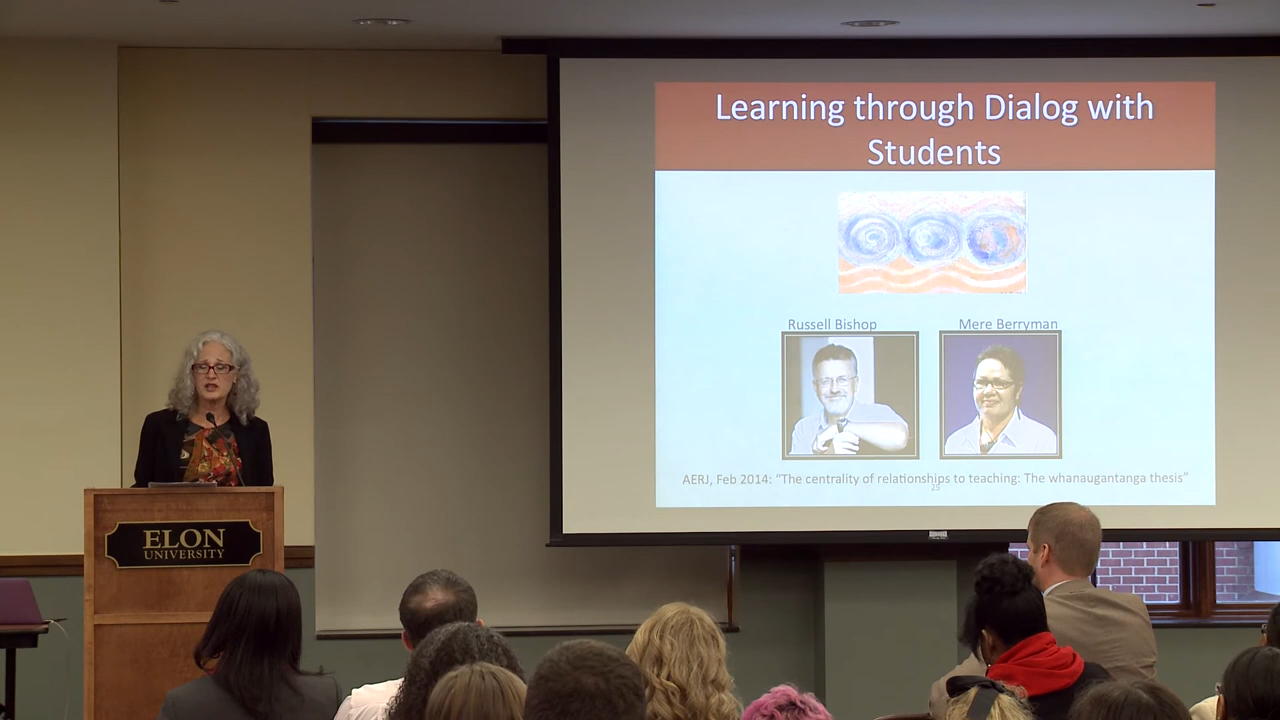 Learning through Dialog with
Students
Russell Bishop
Mere Berryman
AERJ, Feb 2014: “The centrality of relationships to teaching: The whanaugantanga thesis”
25
ELON
UNIVERSITY